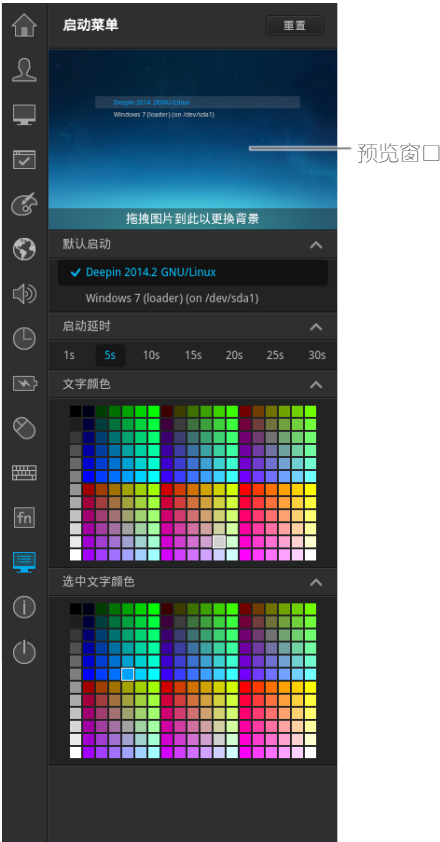 启动菜单
重置
Deepin 2014.2GNU/Linux
Windows 7 (loader) (on /dev/sda1)
预览窗口
拖拽图片到此以更换背景
默认启动
Deepin 2014.2 GNU/Linux
Windows 7 (loader) (on /dev/sda1)
启动延时
1s 5s 10s 15s 20s 25s 30s
文字颜色
fn
选中文字颜色